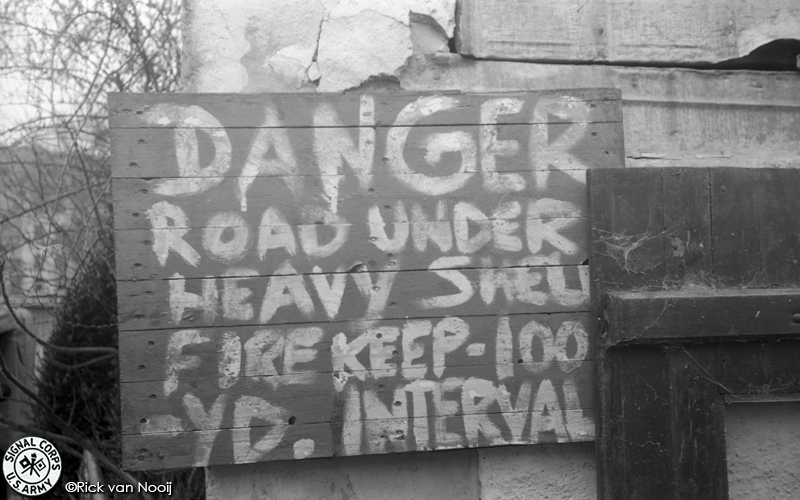 DANGER
ROAD UNDER
HEAVY SHELL
FIRE KEEP-100
-YD. INTERVAL
SIGNAL CORPS
U.S. ARMY
©Rick van Nooij